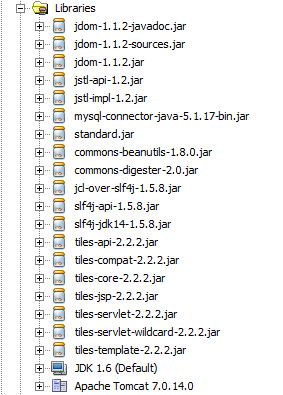 Libraries
jdom-1.1.2-javadoc.jar
jdom-1.1.2-sources.jar
jdom-1.1.2.jar
jstl-api-1.2.jar
jstl-impl-1.2.jar
mysql-connector-java-5.1.17-bin.jar
standard.jar
commons-beanutils-1.8.0.jar
commons-digester-2.0.jar
jcl-over-slf4j-1.5.8.jar
slf4j-api-1.5.8.jar
slf4j-jdk14-1.5.8.jar
tiles-api-2.2.2.jar
tiles-compat-2.2.2.jar
tiles-core-2.2.2.jar
tiles-jsp-2.2.2.jar
tiles-servlet-2.2.2.jar
tiles-servlet-wildcard-2.2.2.jar
tiles-template-2.2.2.jar
JDK 1.6 (Default)
Apache Tomcat 7.0.14.0